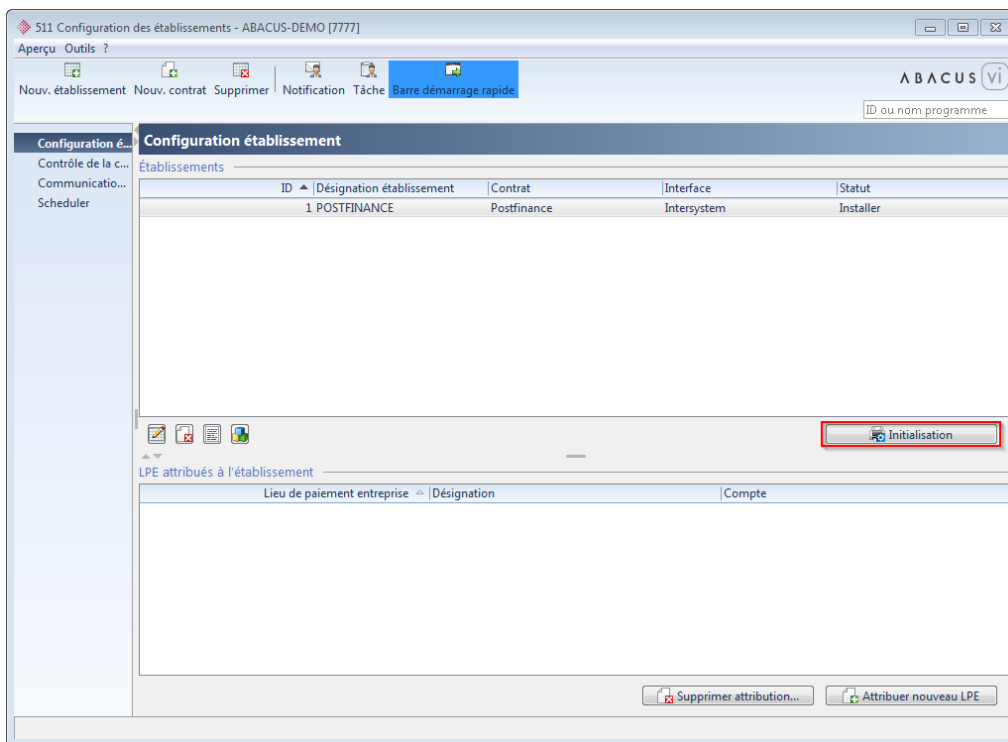 511 Configuration des établissements - ABACUS-DEMO [7777]
Aperçu Outils ?
Nouv. établissement Nouv. contrat Supprimer Notification Tâche Barre démarrage rapide
ABACUS vi
ID ou nom programme
Configuration é...
Contrôle de la c...
Communicatio...
Scheduler
Configuration établissement
Établissements
ID Désignation établissement Contrat Interface Statut
1 POSTFINANCE Postfinance Intersystem Installer
Initialisation
LPE attribués à l'établissement
Lieu de paiement entreprise Désignation Compte
Supprimer attribution... Attribuer nouveau LPE